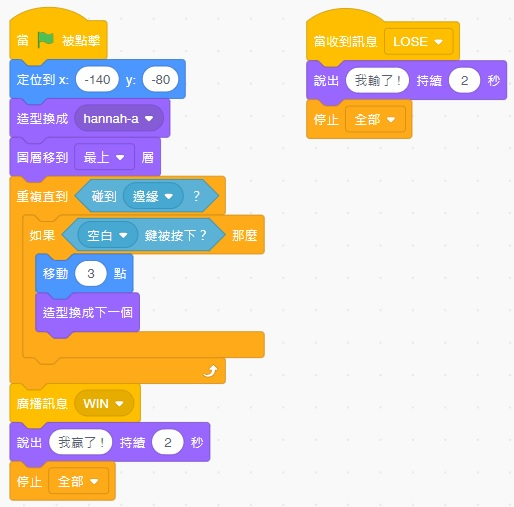 當 被點擊
定位到 x: -140 y: -80
造型換成 hannah-a
圖層移到 最上 層
重複直到 碰到 邊緣 ?
如果 空白 鍵被按下? 那麼
移動 3 點
造型換成下一個
廣播訊息 WIN
說出 我贏了! 持續 2 秒
停止 全部
當收到訊息 LOSE
說出 我輸了! 持續 2 秒
停止 全部